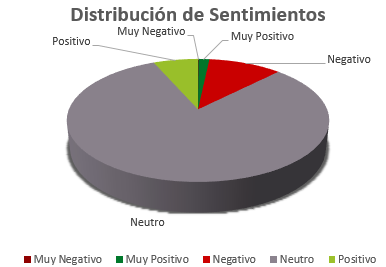 Distribución de Sentimientos
Muy Negativo
Muy Positivo
Positivo
Negativo
Neutro
Muy Negativo Muy Positivo Negativo Neutro Positivo